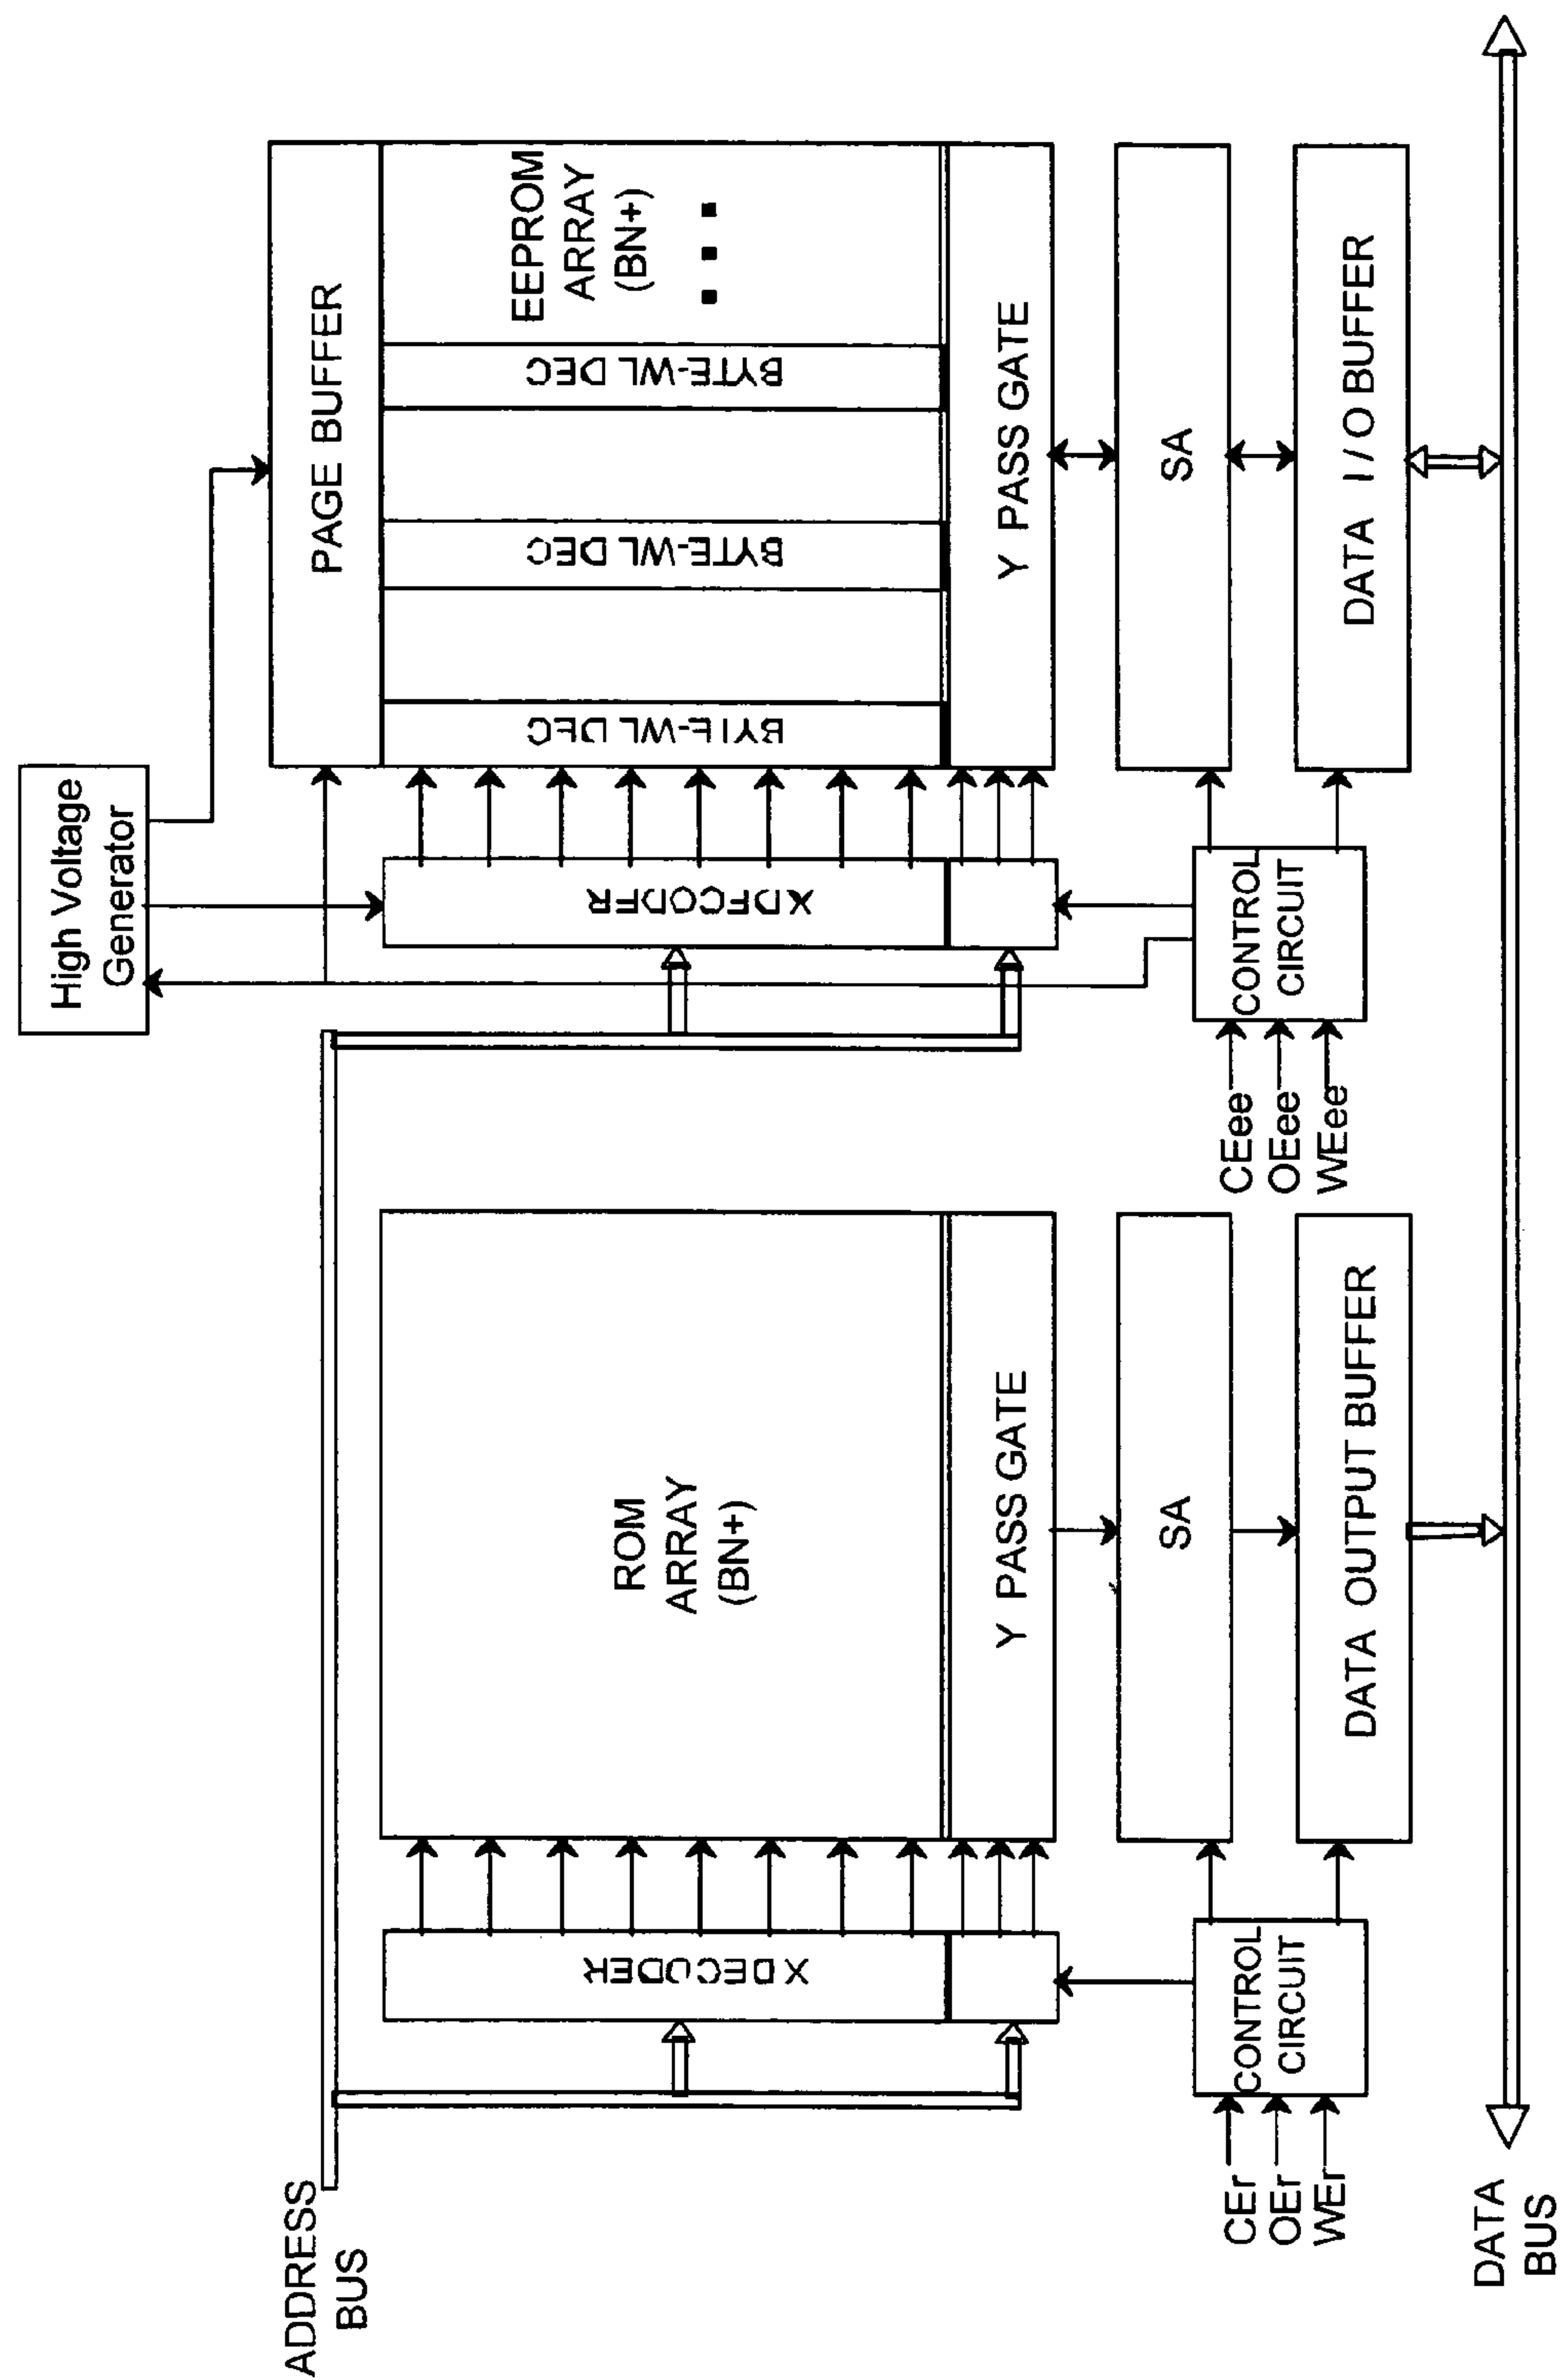 High Voltage
Generator
ADDRESS
BUS
PAGE BUFFER
X DECODER
ROM
ARRAY
(BN+)
X DECODER
BYTE-WL DEC
BYTE-WL DEC
BYTE-WL DEC
EEPROM
ARRAY
(BN+)
Y PASS GATE
Y PASS GATE
CEr
OEr
WEr
CONTROL
CIRCUIT
SA
CEee
OEee
WEee
CONTROL
CIRCUIT
SA
DATA OUTPUT BUFFER
DATA I / O BUFFER
DATA
BUS